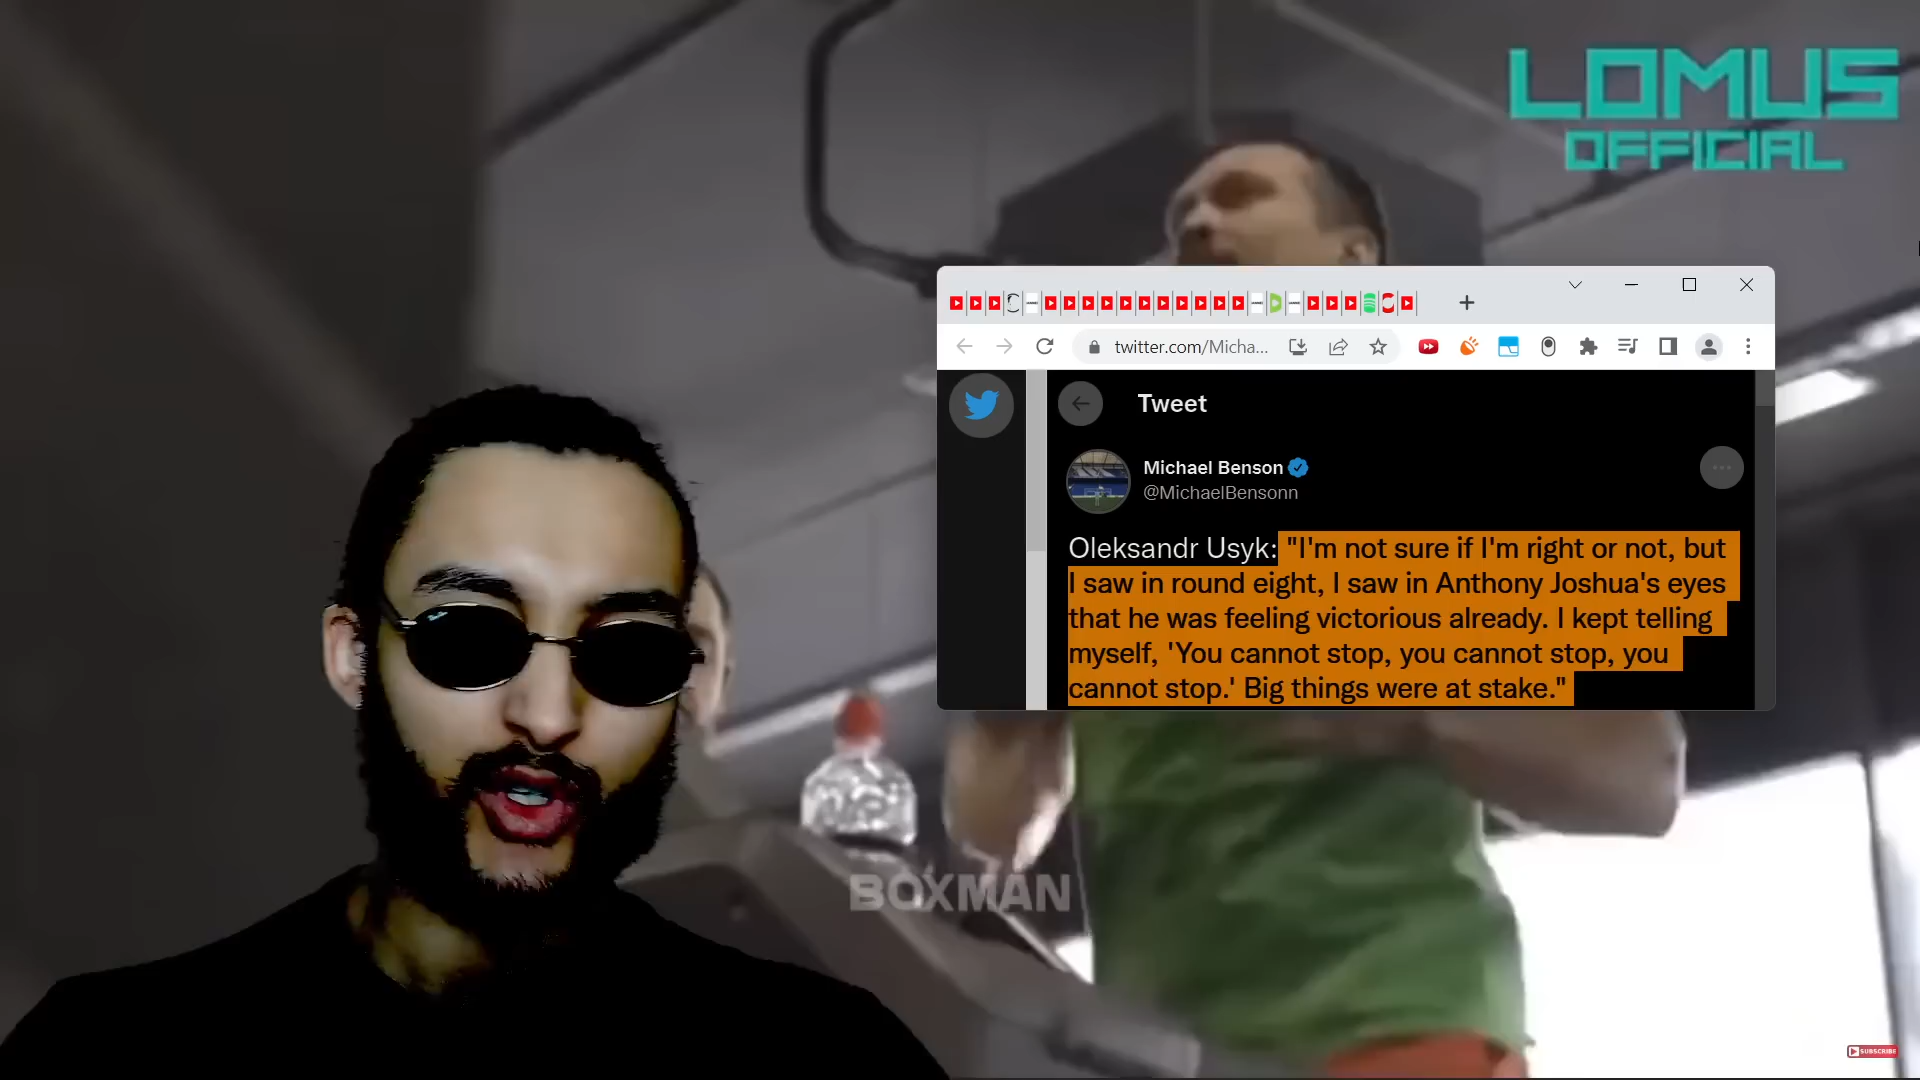 LOMUS
OFFICIAL
twitter.com/Micha...
Tweet
Michael Benson
@MichaelBensonn
Oleksandr Usyk: "I'm not sure if I'm right or not, but
I saw in round eight, I saw in Anthony Joshua's eyes
that he was feeling victorious already. I kept telling
myself, 'You cannot stop, you cannot stop, you
cannot stop.' Big things were at stake."
BOXMAN
SUBSCRIBE